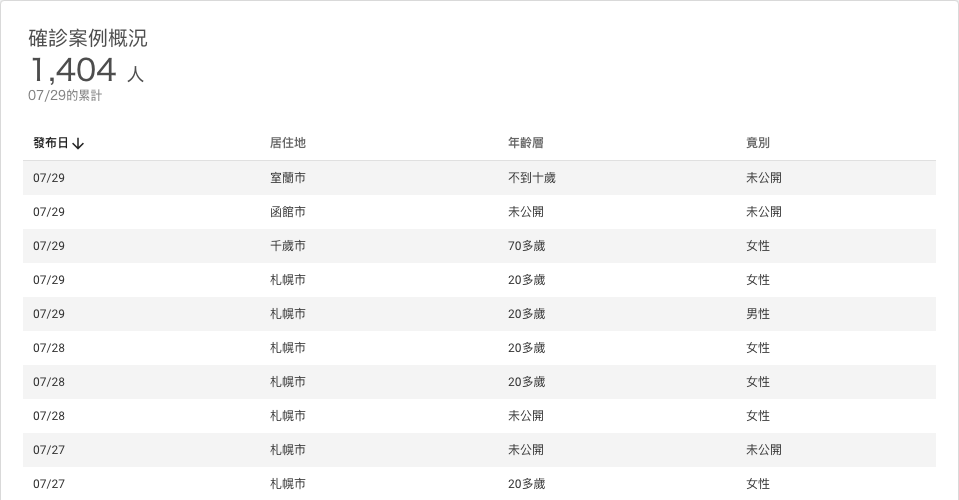 確診案例概況
1,404 人
07/29的累計
發布日↓ 居住地 年齡層 竟別
07/29 室蘭市 不到十歲 未公開
07/29 函館市 未公開 未公開
07/29 千歲市 70多歲 女性
07/29 札幌市 20多歲 女性
07/29 札幌市 20多歲 男性
07/28 札幌市 20多歲 女性
07/28 札幌市 20多歲 女性
07/28 札幌市 未公開 女性
07/27 札幌市 未公開 未公開
07/27 札幌市 20多歲 女性